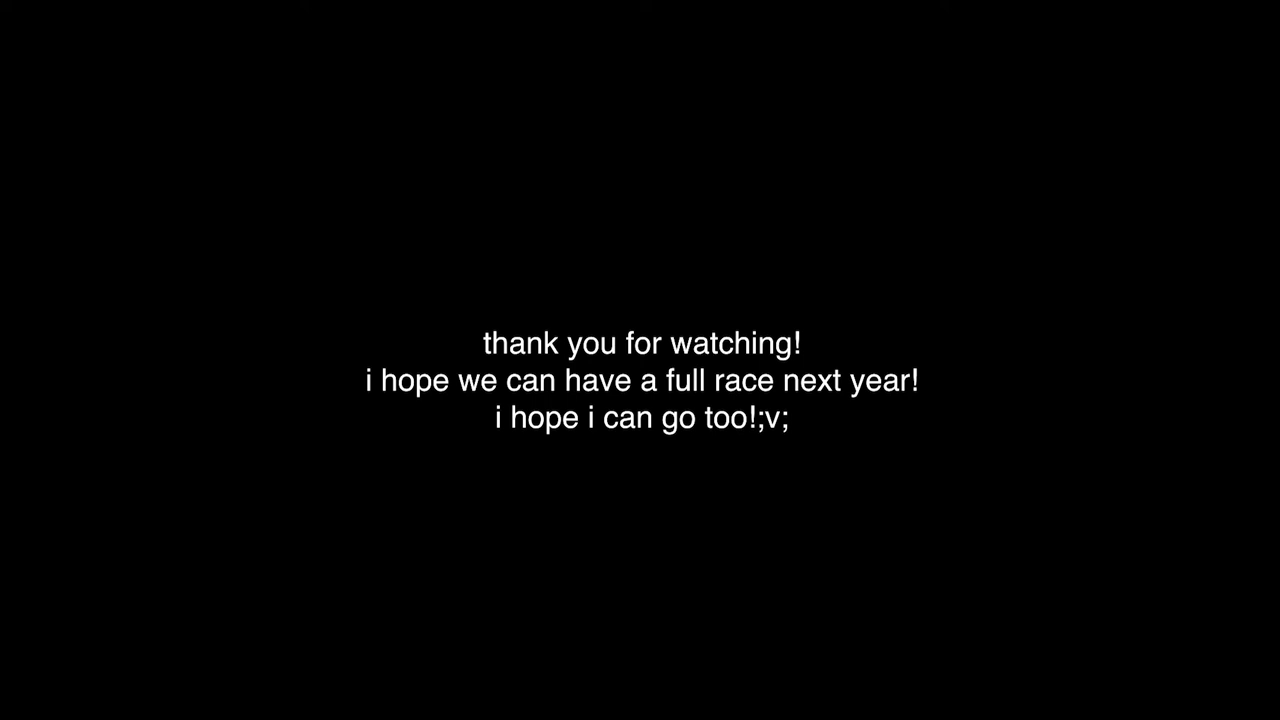 thank you for watching!
i hope we can have a full race next year!
i hope i can go too!;v;